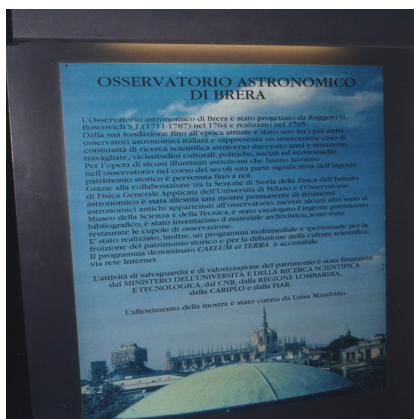 OSSERVATORIO ASTRONOMICO
DI BRERA
L'Osservatorio astronomico di Brera è stato progettato da Ruggero G.
Boscovich S.J. (1711-1787) nel 1764 e realizzato nel 1765.
Dalla sua fondazione fino all'epoca attuale è stato uno tra i più attivi
osservatori astronomici italiani e rappresenta un interessante caso di
continuità di ricerca scientifica attraverso duecento anni e attraverso
travagliate, vicissitudini culturali, politiche, sociali ed economiche.
Per l'opera di alcuni illuminati astronomi che hanno lavorato
in osservatorio nel corso dei secoli una parte significativa dell'ingente
patrimonio storico è pervenuta fino a noi.
Grazie alla collaborazione tra la Sezione di Storia della Fisica dell'Istituto
di Fisica Generale Applicata dell'Università di Milano e l'Osservatorio
astronomico è stata allestita una mostra permanente di strumenti
astronomici antichi appartenuti all'osservatorio, mentre alcuni altri sono al
Museo della Scienza e della Tecnica, è stato catalogato l'ingente patrimonio
bibliografico, è stato inventariato il materiale archivistico, sono state
restaurate le cupole di osservazione.
E' stato realizzato, inoltre, un programma multimediale e ipertestuale per la
fruizione del patrimonio storico e per la diffusione della cultura scientifica.
Il programma denominato CAELUM et TERRA è accessibile
via rete Internet.
L'attività di salvaguardia e di valorizzazione del patrimonio è stata finanziata
dal MINISTERO DELL'UNIVERSITÀ E DELLA RICERCA SCIENTIFICA
E TECNOLOGICA, dal CNR, dalla REGIONE LOMBARDIA,
dalla CARIPLO e dalla FIAR.
L'allestimento della mostra è stato curato da Luisa Mandrino.